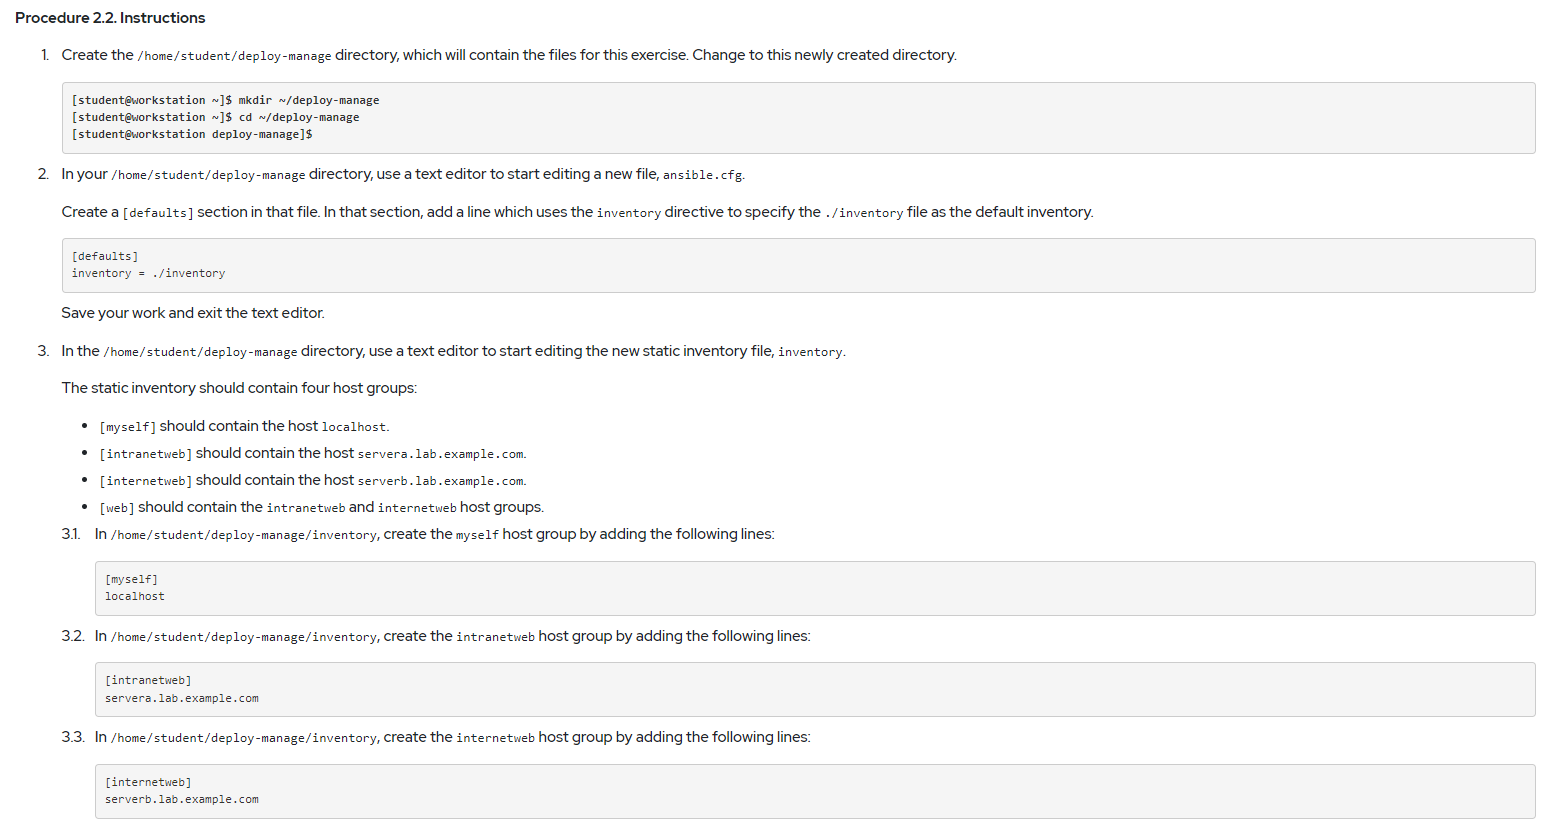 Procedure 2.2. Instructions
1. Create the /home/student/deploy-manage directory, which will contain the files for this exercise. Change to this newly created directory.
[student@workstation ~]$ mkdir ~/deploy-manage
[student@workstation ~]$ cd ~/deploy-manage
[student@workstation deploy-manage]$
2. In your /home/student/deploy-manage directory, use a text editor to start editing a new file, ansible.cfg.
Create a [defaults] section in that file. In that section, add a line which uses the inventory directive to specify the ./inventory file as the default inventory.
[defaults]
inventory = ./inventory
Save your work and exit the text editor.
3. In the /home/student/deploy-manage directory, use a text editor to start editing the new static inventory file, inventory.
The static inventory should contain four host groups:
• [myself] should contain the host localhost.
• [intranetweb] should contain the host servera.lab.example.com.
• [internetweb] should contain the host serverb.lab.example.com.
• [web] should contain the intranetweb and internetweb host groups.
3.1. In /home/student/deploy-manage/inventory, create the myself host group by adding the following lines:
[myself]
localhost
3.2. In /home/student/deploy-manage/inventory, create the intranetweb host group by adding the following lines:
[intranetweb]
servera.lab.example.com
3.3. In /home/student/deploy-manage/inventory, create the internetweb host group by adding the following lines:
[internetweb]
serverb.lab.example.com